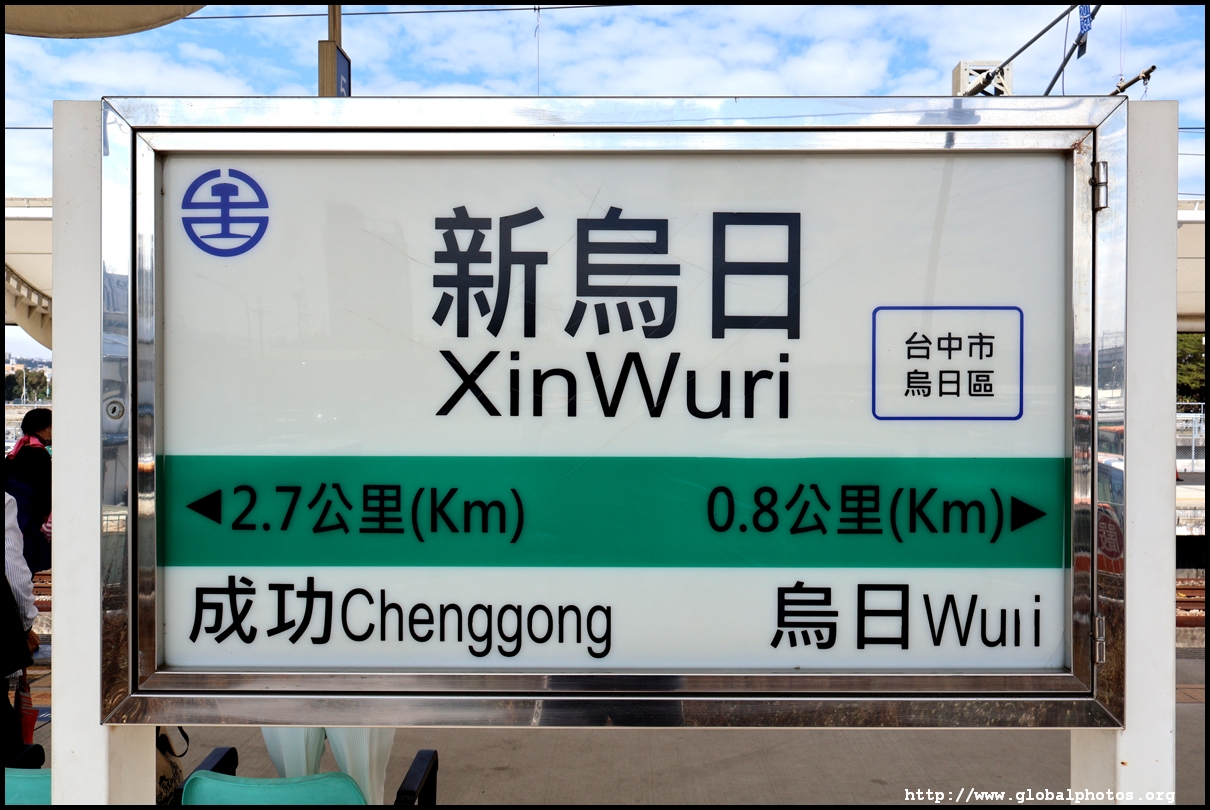 新烏日
XinWuri
台中市
烏日區
◀2.7公里(Km)
0.8公里(Km)▶
成功Chenggong
烏日Wuri
http://www.globalphotos.org